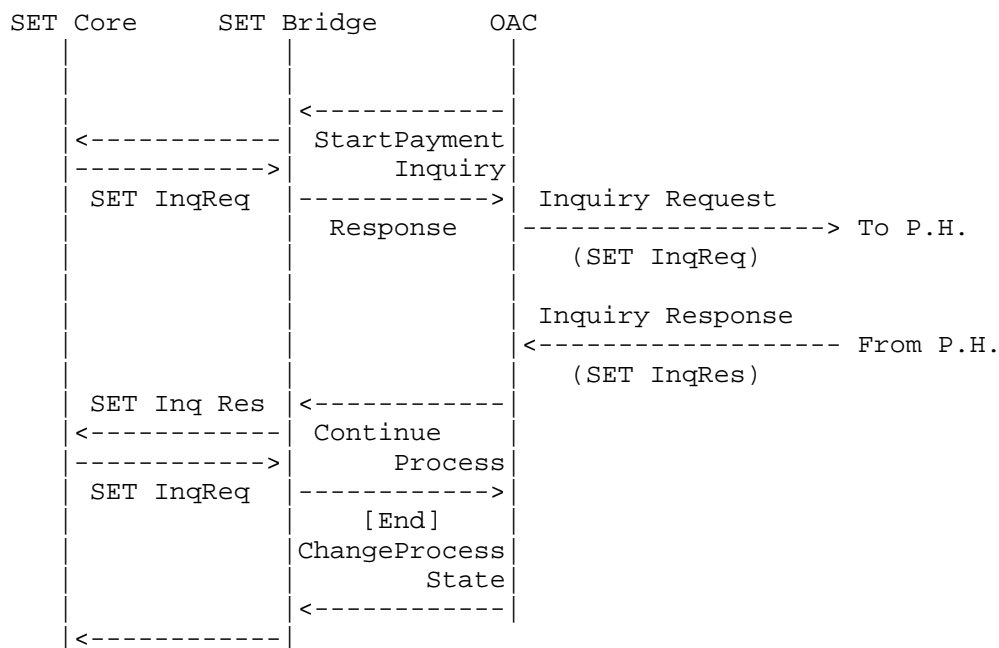 SET Core SET Bridge OAC
<------------
<------------ StartPayment
------------> Inquiry
SET InqReq ------------> Inquiry Request
Response -------------------> To P.H.
(SET InqReq)
Inquiry Response
<------------------- From P.H.
(SET InqRes)
SET Inq Res <------------
<------------ Continue
------------> Process
SET InqReq ------------>
[End]
ChangeProcess
State
<------------
<------------